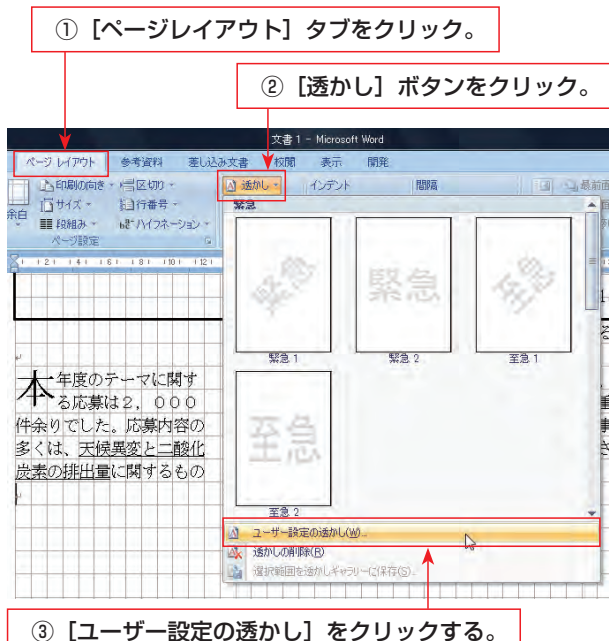 ① [ページレイアウト] タブをクリック。
② [透かし] ボタンをクリック。
文書 1 - Microsoft Word
ページ レイアウト 参考資料 差し込み文書 校閲 表示 開発
印刷の向き 区切り 透かし インデント 間隔 最前面
余白 サイズ 行番号
段組み ハイフネーション
ページ設定
緊急
緊急
緊急
至急
緊急 1 緊急 2 至急 1
至急
至急 2
本年度のテーマに関す
る応募は2，000
件余りでした。応募内容の
多くは、天候異変と二酸化
炭素の排出量に関するもの
ユーザー設定の透かし(W)...
透かしの削除(R)
選択範囲を透かしギャラリーに保存(S)...
③ [ユーザー設定の透かし] をクリックする。